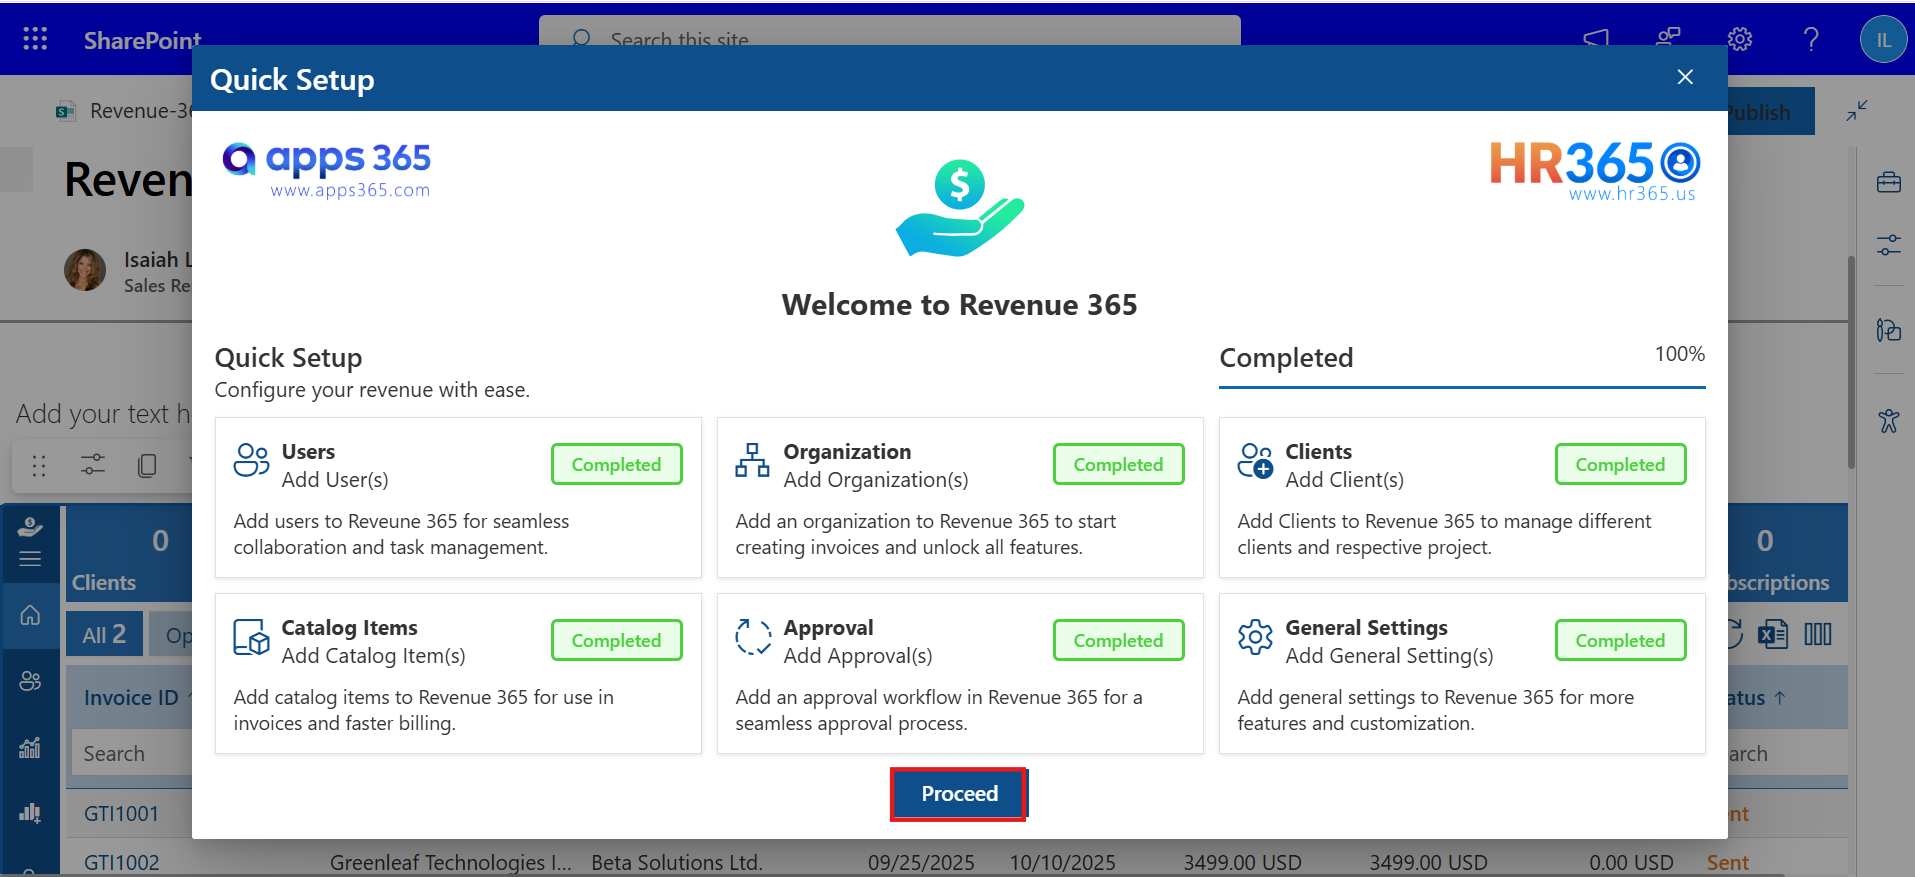 SharePoint
Search this site
IL
Quick Setup
Revenue-36
Publish
apps 365
www.apps365.com
HR365
www.hr365.us
Reven
Isaiah L
Sales Re
Welcome to Revenue 365
Quick Setup
Configure your revenue with ease.
Completed
100%
Add your text h
Users
Add User(s)
Completed
Add users to Reveune 365 for seamless
collaboration and task management.
Organization
Add Organization(s)
Completed
Add an organization to Revenue 365 to start
creating invoices and unlock all features.
Clients
Add Client(s)
Completed
Add Clients to Revenue 365 to manage different
clients and respective project.
0
Clients
0
bscriptions
Catalog Items
Add Catalog Item(s)
Completed
Add catalog items to Revenue 365 for use in
invoices and faster billing.
Approval
Add Approval(s)
Completed
Add an approval workflow in Revenue 365 for a
seamless approval process.
General Settings
Add General Setting(s)
Completed
Add general settings to Revenue 365 for more
features and customization.
All 2
Op
Invoice ID
atus ↑
Search
arch
Proceed
GTI1001
nt
GTI1002 Greenleaf Technologies I... Beta Solutions Ltd. 09/25/2025 10/10/2025 3499.00 USD 3499.00 USD 0.00 USD Sent